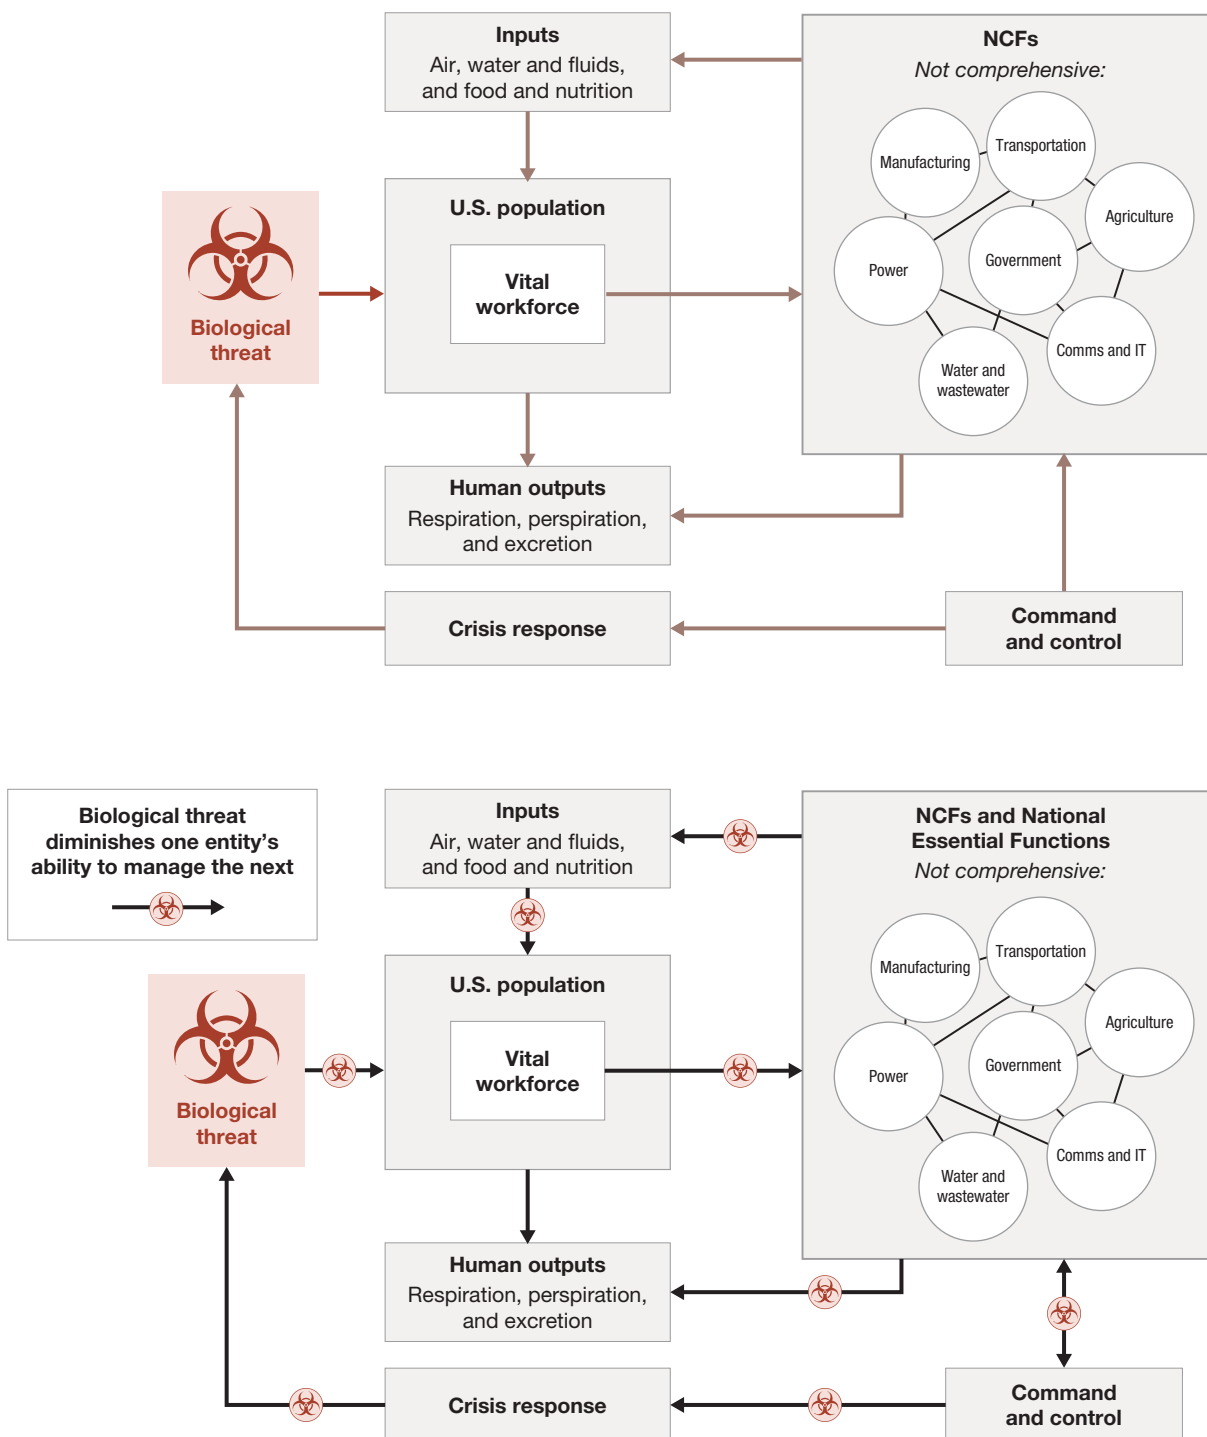 Inputs
Air, water and fluids,
and food and nutrition
NCFs
Not comprehensive:
Manufacturing
Transportation
Agriculture
Power
Government
Comms and IT
Water and
wastewater
U.S. population
Vital
workforce
Biological
threat
Human outputs
Respiration, perspiration,
and excretion
Crisis response
Command
and control
Biological threat
diminishes one entity’s
ability to manage the next
Inputs
Air, water and fluids,
and food and nutrition
NCFs and National
Essential Functions
Not comprehensive:
Manufacturing
Transportation
Agriculture
Power
Government
Comms and IT
Water and
wastewater
U.S. population
Vital
workforce
Biological
threat
Human outputs
Respiration, perspiration,
and excretion
Crisis response
Command
and control